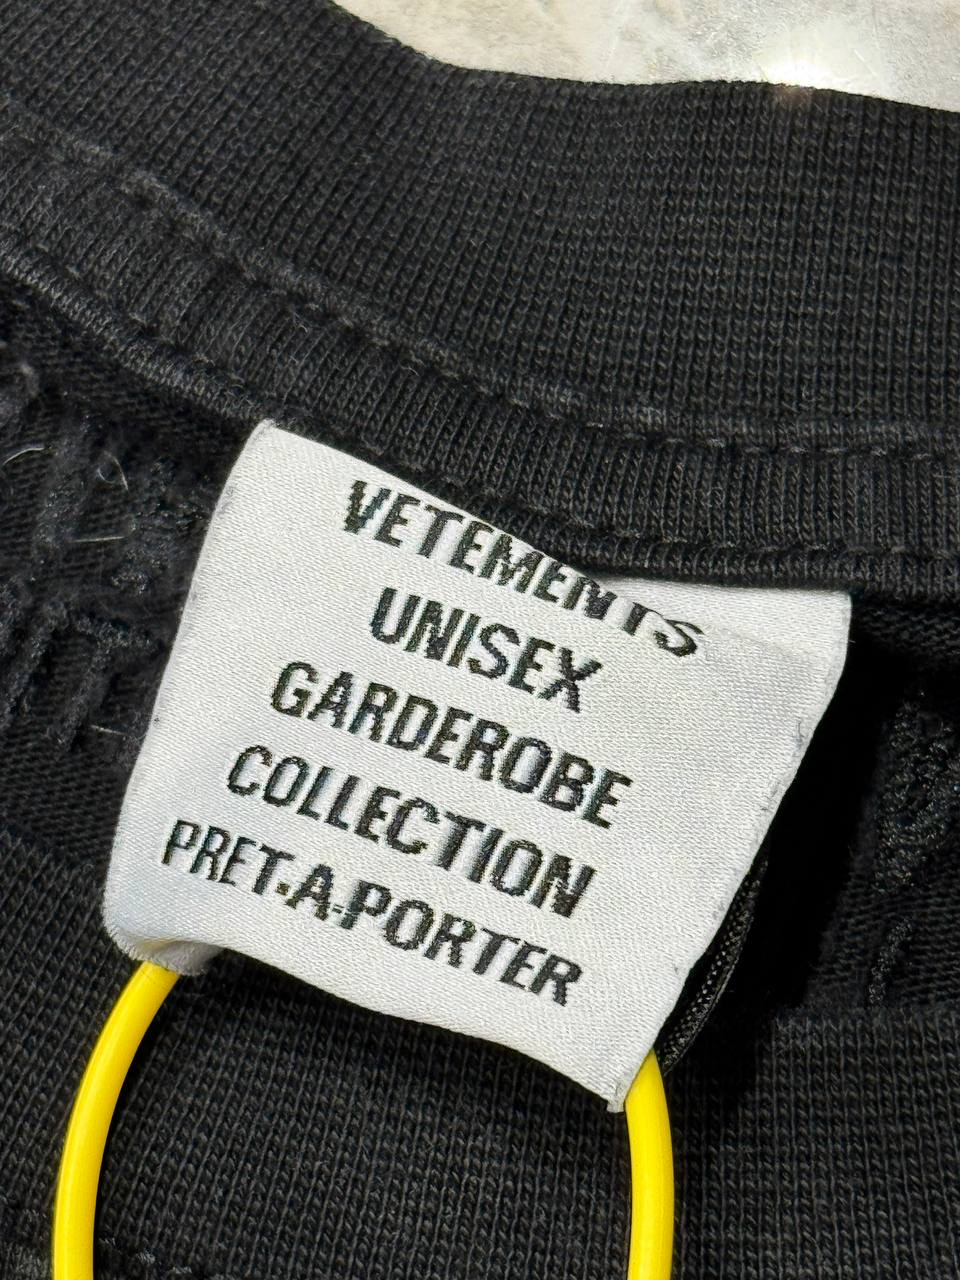 VETEMENTS
UNISEX
GARDEROBE
COLLECTION
PRET-A-PORTER